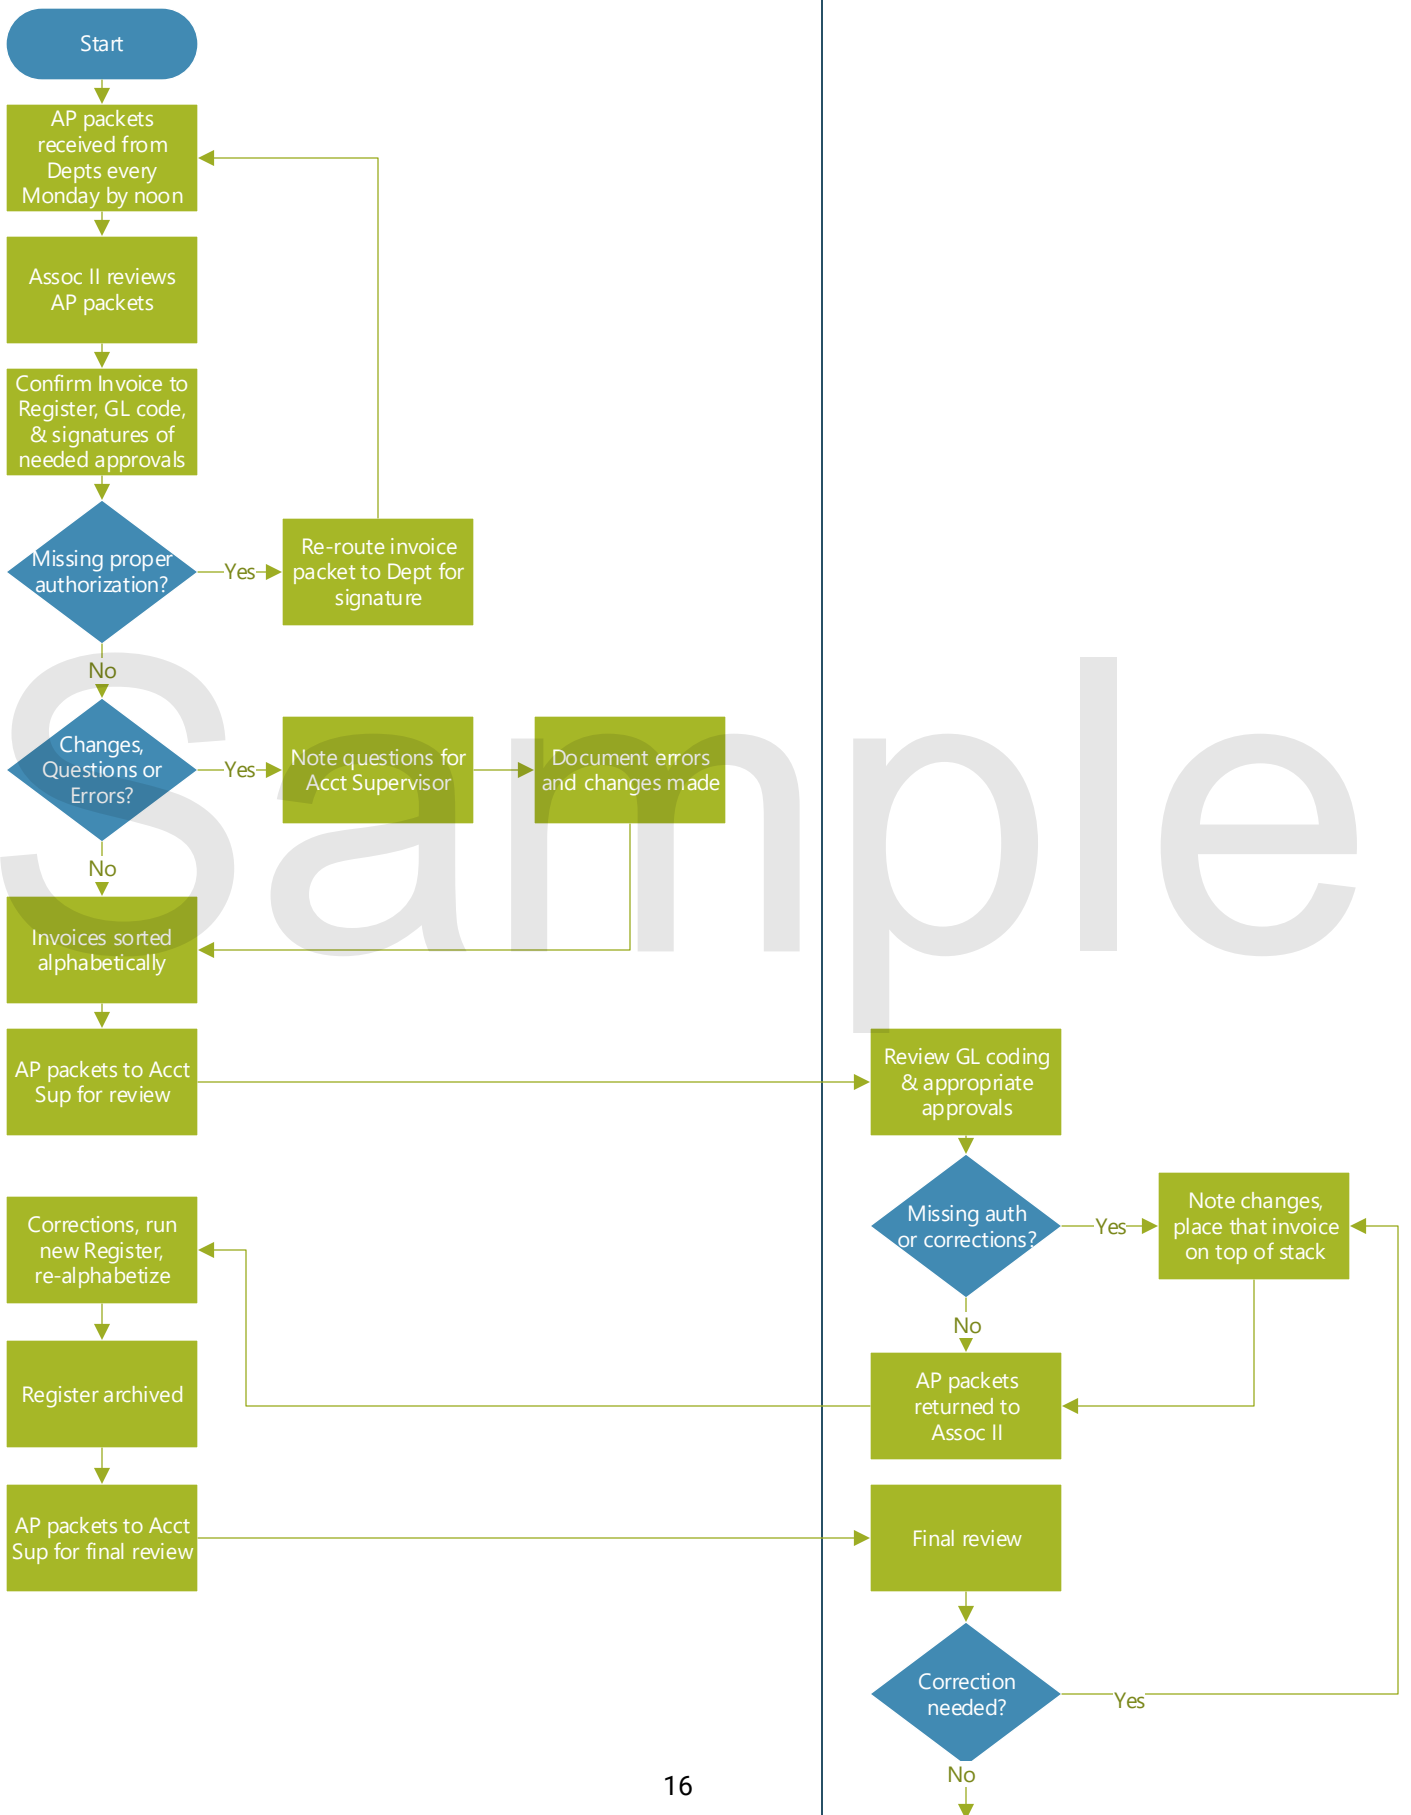 Start
AP packets
received from
Depts every
Monday by noon
Assoc II reviews
AP packets
Confirm Invoice to
Register, GL code,
& signatures of
needed approvals
Missing proper
authorization?
Yes
Re-route invoice
packet to Dept for
signature
No
Changes,
Questions or
Errors?
Yes
Note questions for
Acct Supervisor
Document errors
and changes made
No
Invoices sorted
alphabetically
AP packets to Acct
Sup for review
Review GL coding
& appropriate
approvals
Missing auth
or corrections?
Yes
Note changes,
place that invoice
on top of stack
No
AP packets
returned to
Assoc II
Corrections, run
new Register,
re-alphabetize
Register archived
AP packets to Acct
Sup for final review
Final review
Correction
needed?
Yes
No
Sample
16